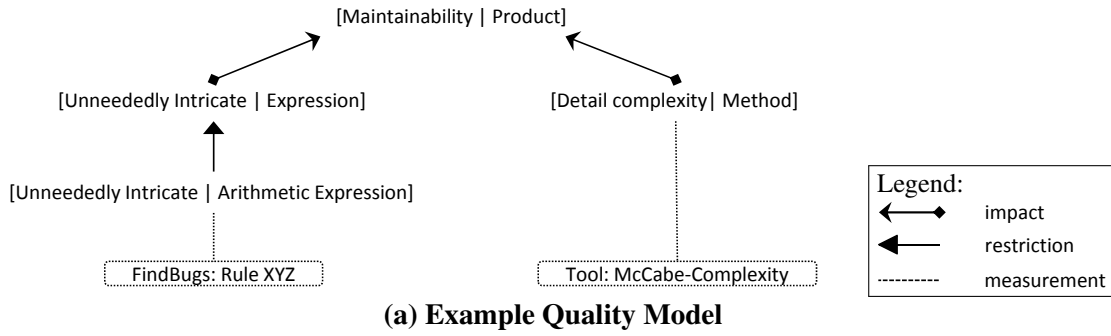 [Maintainability | Product]
[Unneededly Intricate | Expression]
[Detail complexity| Method]
[Unneededly Intricate | Arithmetic Expression]
Legend:
impact
restriction
measurement
FindBugs: Rule XYZ
Tool: McCabe-Complexity
(a) Example Quality Model